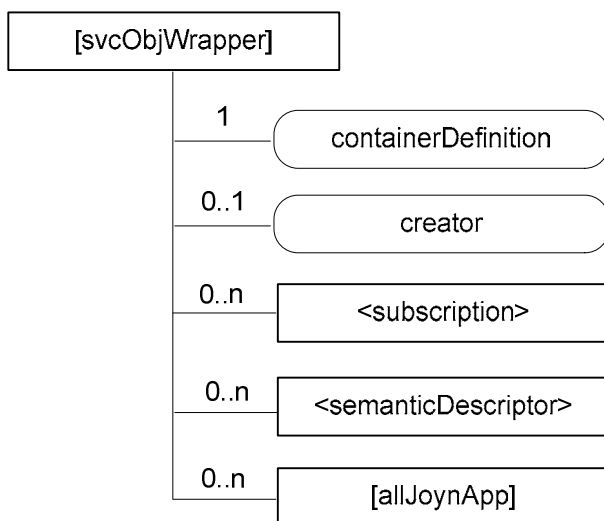 [svcObjWrapper]
1
containerDefinition
0..1
creator
0..n
<subscription>
0..n
<semanticDescriptor>
0..n
[allJoynApp]